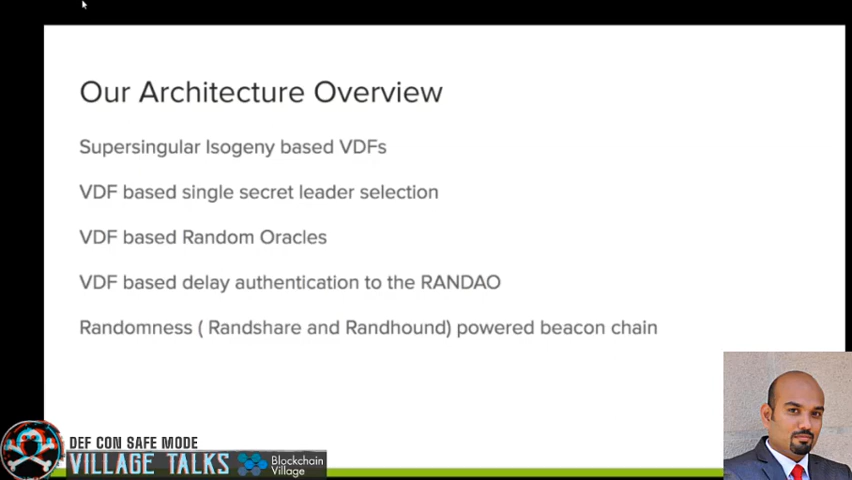 Our Architecture Overview
Supersingular Isogeny based VDFs
VDF based single secret leader selection
VDF based Random Oracles
VDF based delay authentication to the RANDAO
Randomness ( Randshare and Randhound) powered beacon chain
DEF CON SAFE MODE
VILLAGE TALKS
Blockchain
Village